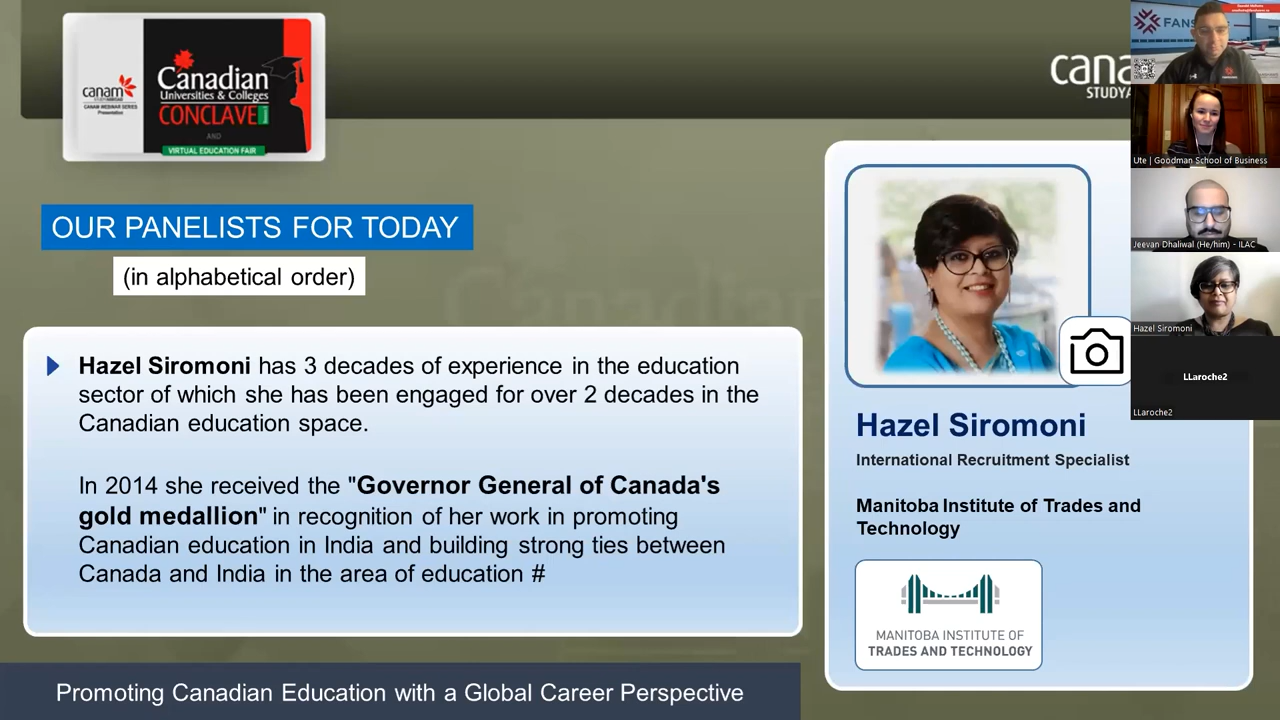 canam
STUDY ABROAD
CANAM WEBINAR SERIES
Presentation
Canadian
Universities & Colleges
CONCLAVE
AND
VIRTUAL EDUCATION FAIR
cana
STUDYA
OUR PANELISTS FOR TODAY
(in alphabetical order)
Hazel Siromoni has 3 decades of experience in the education
sector of which she has been engaged for over 2 decades in the
Canadian education space.
In 2014 she received the "Governor General of Canada's
gold medallion" in recognition of her work in promoting
Canadian education in India and building strong ties between
Canada and India in the area of education #
Promoting Canadian Education with a Global Career Perspective
Hazel Siromoni
International Recruitment Specialist
Manitoba Institute of Trades and
Technology
MANITOBA INSTITUTE OF
TRADES AND TECHNOLOGY
FANS
Ute | Goodman School of Business
Jeevan Dhaliwal (He/him) - ILAC
Hazel Siromoni
LLaroche2
LLaroche2